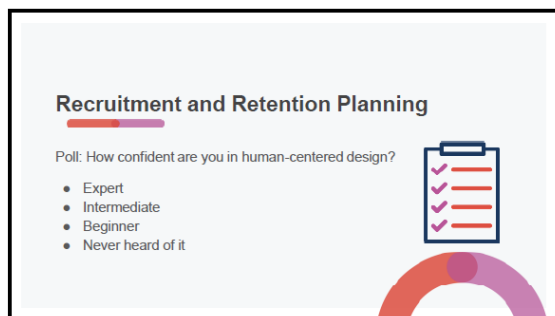 Recruitment and Retention Planning
Poll: How confident are you in human-centered design?
● Expert
● Intermediate
● Beginner
● Never heard of it